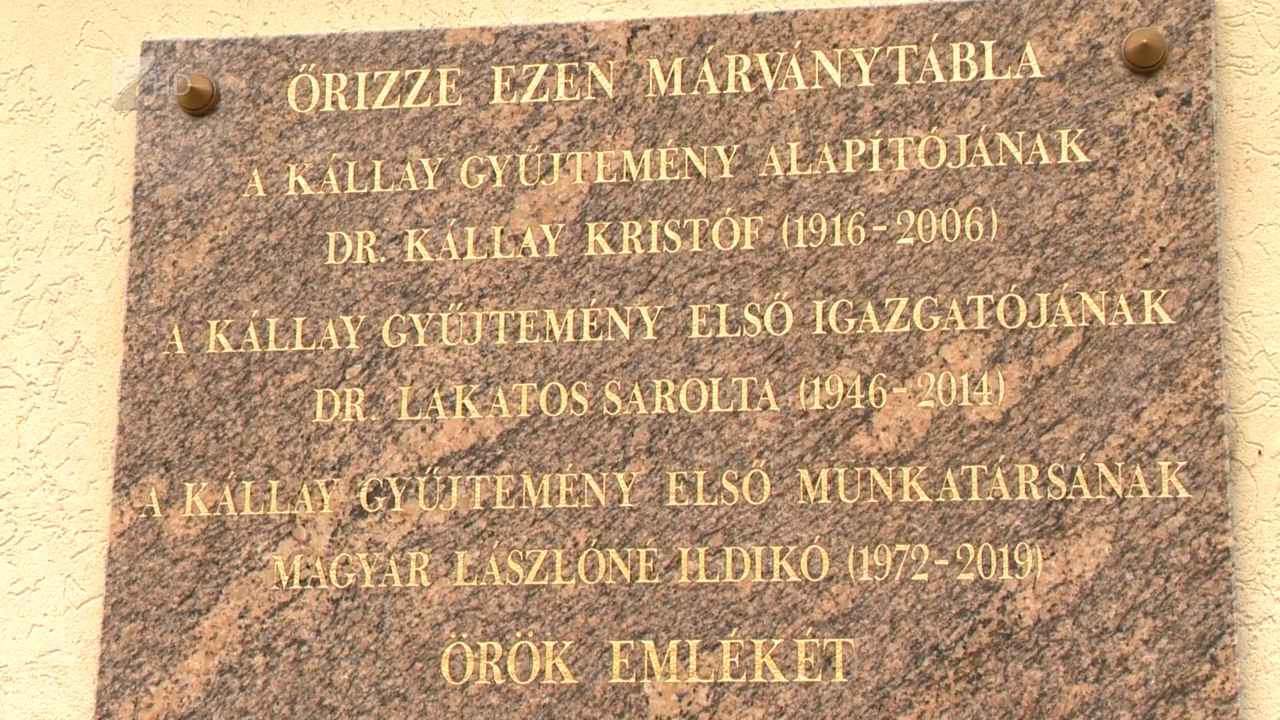 HD
ŐRIZZE EZEN MÁRVÁNYTÁBLA
A KÁLLAY GYŰJTEMÉNY ALAPÍTÓJÁNAK
DR. KÁLLAY KRISTÓF (1916-2006)
A KÁLLAY GYŰJTEMÉNY ELSŐ IGAZGATÓJÁNAK
DR. LAKATOS SAROLTA (1946-2014)
A KÁLLAY GYŰJTEMÉNY ELSŐ MUNKATÁRSÁNAK
MAGYAR LÁSZLÓNÉ ILDIKÓ (1972-2019)
ÖRÖK EMLÉKÉT